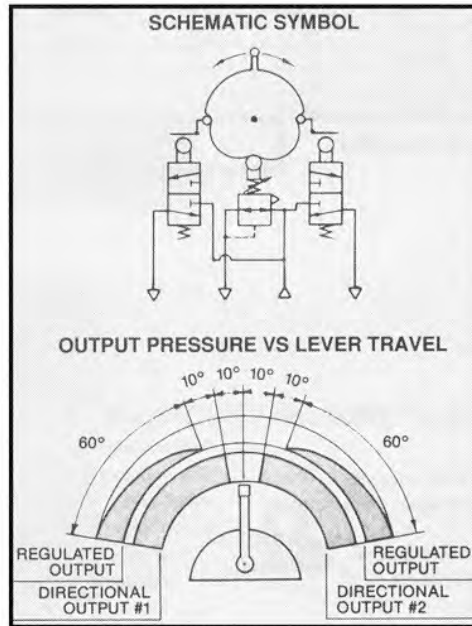 SCHEMATIC SYMBOL
OUTPUT PRESSURE VS LEVER TRAVEL
10° 10° 10° 10°
60° 60°
REGULATED
OUTPUT
DIRECTIONAL
OUTPUT #1
REGULATED
OUTPUT
DIRECTIONAL
OUTPUT #2